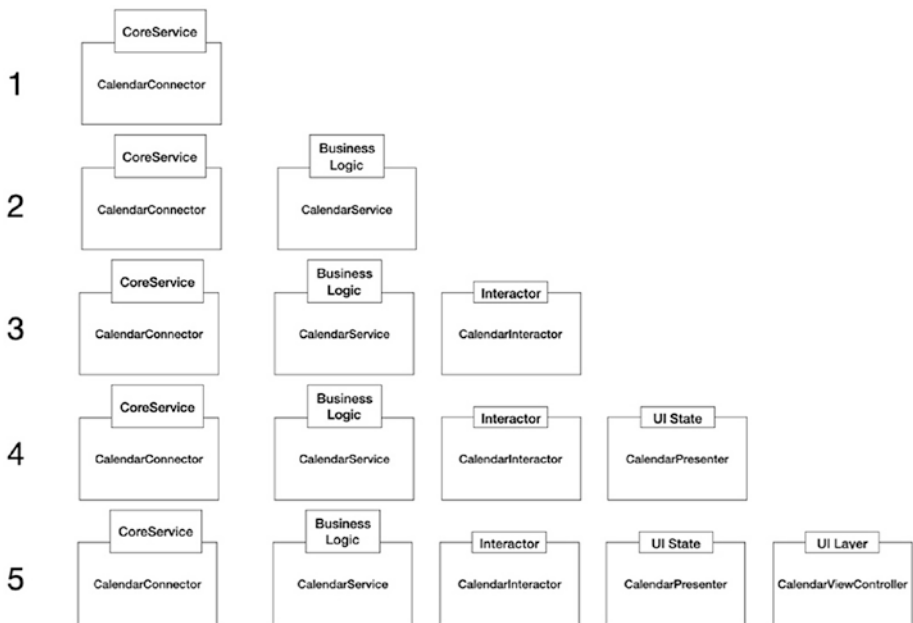 CoreService
1
CalendarConnector
CoreService
Business
Logic
2
CalendarConnector
CalendarService
CoreService
Business
Logic
Interactor
3
CalendarConnector
CalendarService
CalendarInteractor
CoreService
Business
Logic
Interactor
UI State
4
CalendarConnector
CalendarService
CalendarInteractor
CalendarPresenter
CoreService
Business
Logic
Interactor
UI State
UI Layer
5
CalendarConnector
CalendarService
CalendarInteractor
CalendarPresenter
CalendarViewController